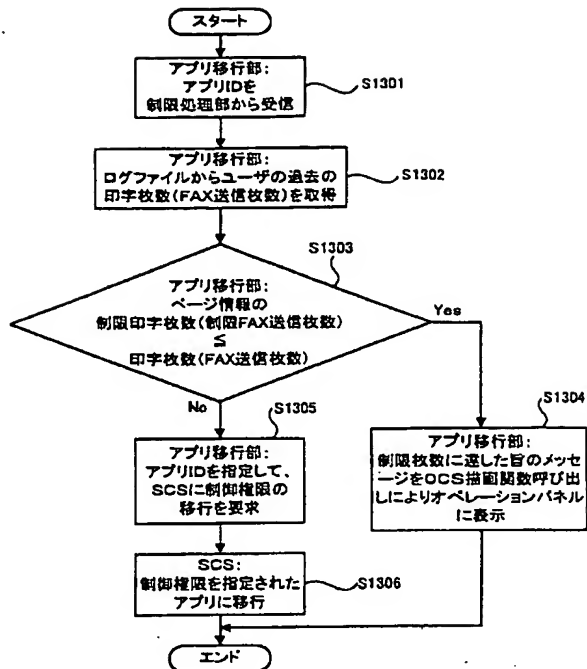 スタート
アプリ移行部:
アプリIDを
制限処理部から受信
S1301
アプリ移行部:
ログファイルからユーザの過去の
印字枚数(FAX送信枚数)を取得
S1302
S1303
アプリ移行部:
ページ情報の
制限印字枚数(制限FAX送信枚数)
≦
印字枚数(FAX送信枚数)
Yes
No
S1304
アプリ移行部:
制限枚数に達した旨のメッセ
ージをOCS描画関数呼び出
しによりオペレーションパネル
に表示
S1305
アプリ移行部:
アプリIDを指定して、
SCSに制御権限の
移行を要求
SCS:
制御権限を指定された
アプリに移行
S1306
エンド